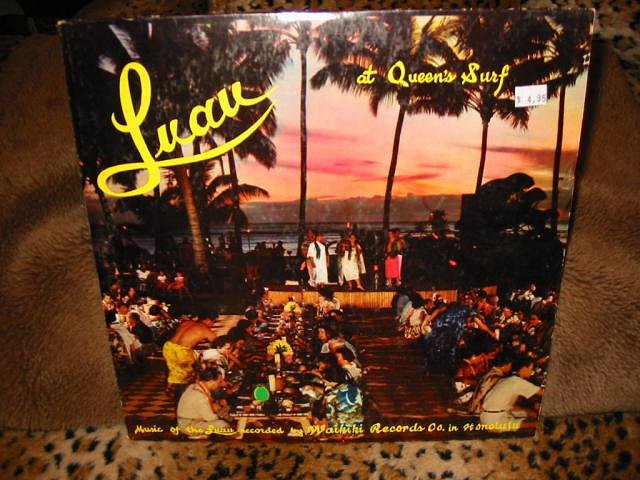 Luau
at Queen's Surf
$ 4.95
Music of the Luau recorded by Waikiki Records Co. in Honolulu